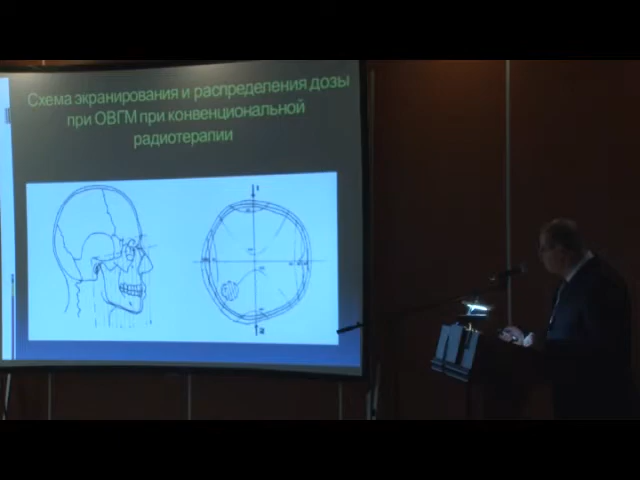 Схема экранирования и распределения дозы
при ОВГМ при конвенциональной
радиотерапии